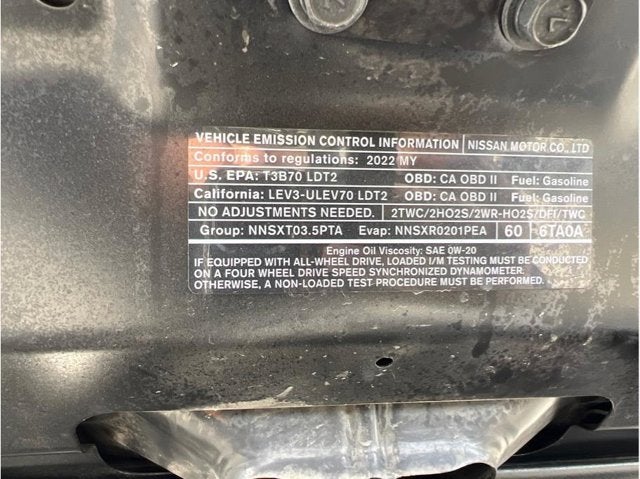 VEHICLE EMISSION CONTROL INFORMATION NISSAN MOTOR CO., LTD
Conforms to regulations: 2022 MY
U.S. EPA: T3B70 LDT2 OBD: CA OBD II Fuel: Gasoline
California: LEV3-ULEV70 LDT2 OBD: CA OBD II Fuel: Gasoline
NO ADJUSTMENTS NEEDED. 2TWC/2HO2S/2WR-HO2S/DFI/TWC
Group: NNSXT03.5PTA Evap: NNSXR0201PEA 60 6TA0A
Engine Oil Viscosity: SAE 0W-20
IF EQUIPPED WITH ALL-WHEEL DRIVE, LOADED I/M TESTING MUST BE CONDUCTED
ON A FOUR WHEEL DRIVE SPEED SYNCHRONIZED DYNAMOMETER.
OTHERWISE, A NON-LOADED TEST PROCEDURE MUST BE PERFORMED.